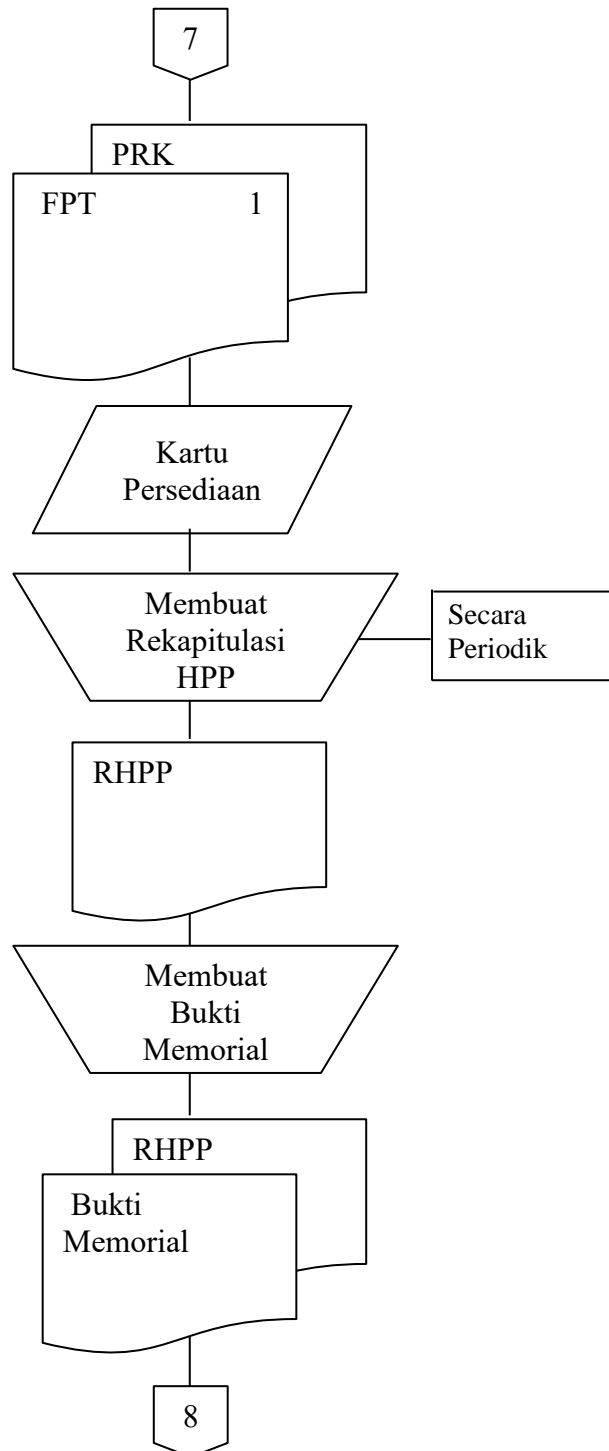 7
PRK
FPT 1
Kartu
Persediaan
Membuat
Rekapitulasi
HPP
Secara
Periodik
RHPP
Membuat
Bukti
Memorial
RHPP
Bukti
Memorial
8